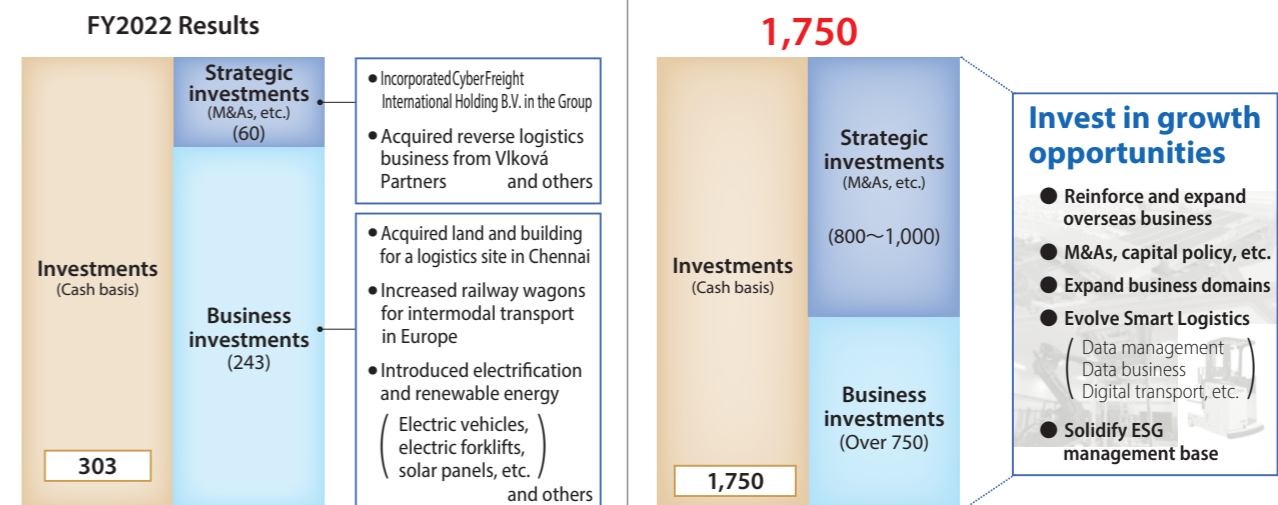 FY2022 Results
Investments
(Cash basis)
303
Strategic
investments
(M&As, etc.)
(60)
Business
investments
(243)
● Incorporated CyberFreight
International Holding B.V. in the Group
● Acquired reverse logistics
business from Vlková
Partners and others
● Acquired land and building
for a logistics site in Chennai
● Increased railway wagons
for intermodal transport
in Europe
● Introduced electrification
and renewable energy
(Electric vehicles,
electric forklifts,
solar panels, etc.)
and others
1,750
Investments
(Cash basis)
1,750
Strategic
investments
(M&As, etc.)
(800~1,000)
Business
investments
(Over 750)
Invest in growth
opportunities
● Reinforce and expand
overseas business
● M&As, capital policy, etc.
● Expand business domains
● Evolve Smart Logistics
(Data management
Data business
Digital transport, etc.)
● Solidify ESG
management base